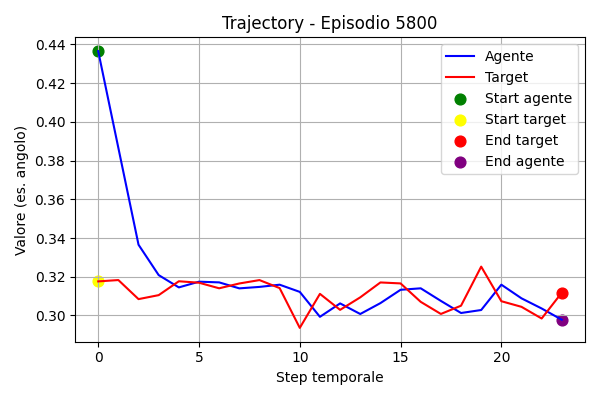 Trajectory - Episodio 5800
Valore (es. angolo)
0.44
0.42
0.40
0.38
0.36
0.34
0.32
0.30
0
5
10
15
20
Step temporale
Agente
Target
Start agente
Start target
End target
End agente